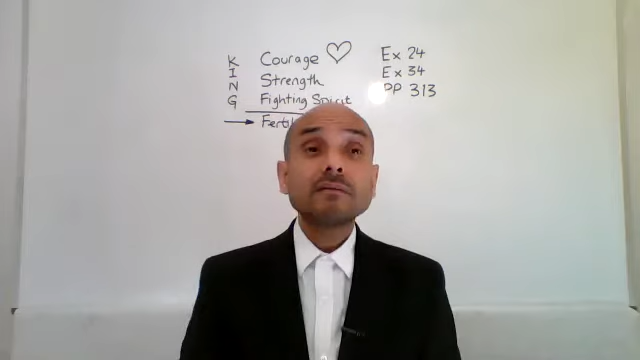 K Courage Ex 24
I Strength Ex 34
N Fighting Spirit PP 313
G